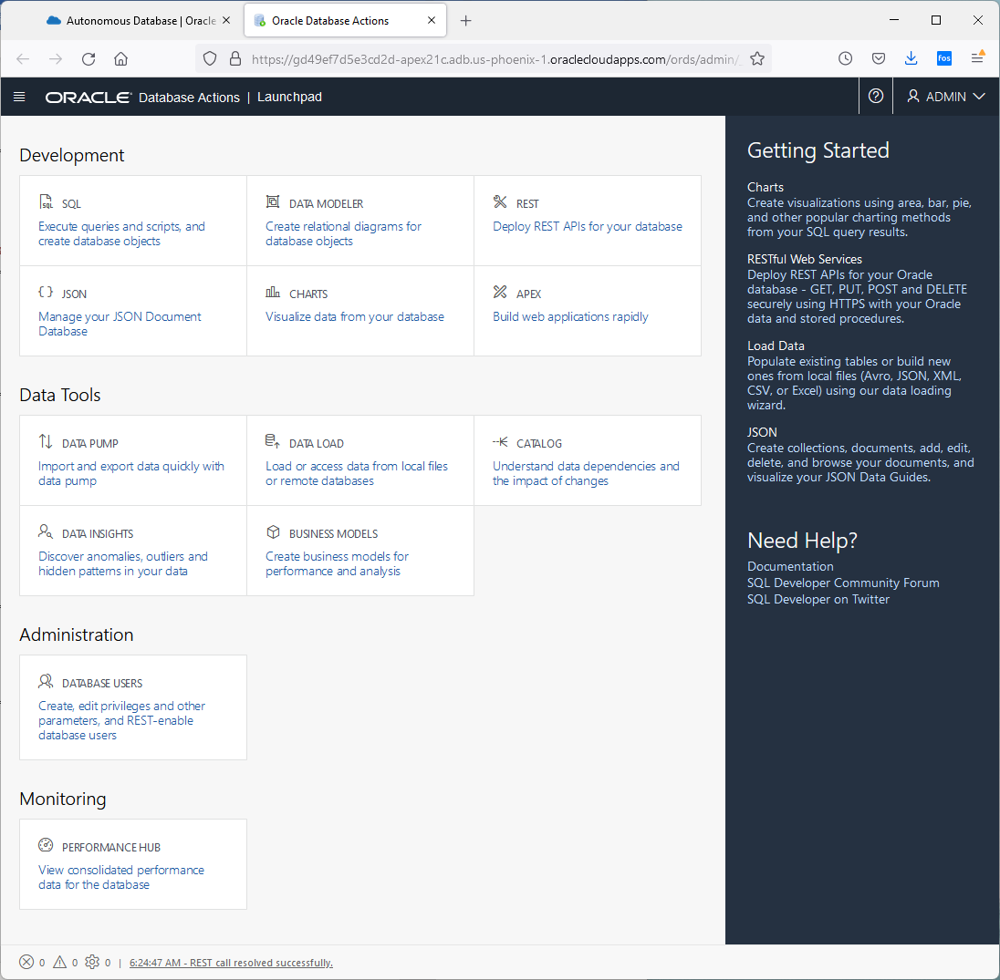 Autonomous Database | Oracle
Oracle Database Actions
https://gd49ef7d5e3cd2d-apex21c.adb.us-phoenix-1.oraclecloudapps.com/ords/admin/
fos
ORACLE Database Actions | Launchpad
ADMIN
Development
SQL
Execute queries and scripts, and
create database objects
DATA MODELER
Create relational diagrams for
database objects
REST
Deploy REST APIs for your database
JSON
Manage your JSON Document
Database
CHARTS
Visualize data from your database
APEX
Build web applications rapidly
Data Tools
DATA PUMP
Import and export data quickly with
data pump
DATA LOAD
Load or access data from local files
or remote databases
CATALOG
Understand data dependencies and
the impact of changes
DATA INSIGHTS
Discover anomalies, outliers and
hidden patterns in your data
BUSINESS MODELS
Create business models for
performance and analysis
Administration
DATABASE USERS
Create, edit privileges and other
parameters, and REST-enable
database users
Monitoring
PERFORMANCE HUB
View consolidated performance
data for the database
Getting Started
Charts
Create visualizations using area, bar, pie,
and other popular charting methods
from your SQL query results.
RESTful Web Services
Deploy REST APIs for your Oracle
database - GET, PUT, POST and DELETE
securely using HTTPS with your Oracle
data and stored procedures.
Load Data
Populate existing tables or build new
ones from local files (Avro, JSON, XML,
CSV, or Excel) using our data loading
wizard.
JSON
Create collections, documents, add, edit,
delete, and browse your documents, and
visualize your JSON Data Guides.
Need Help?
Documentation
SQL Developer Community Forum
SQL Developer on Twitter
0 0 0 | 6:24:47 AM - REST call resolved successfully.